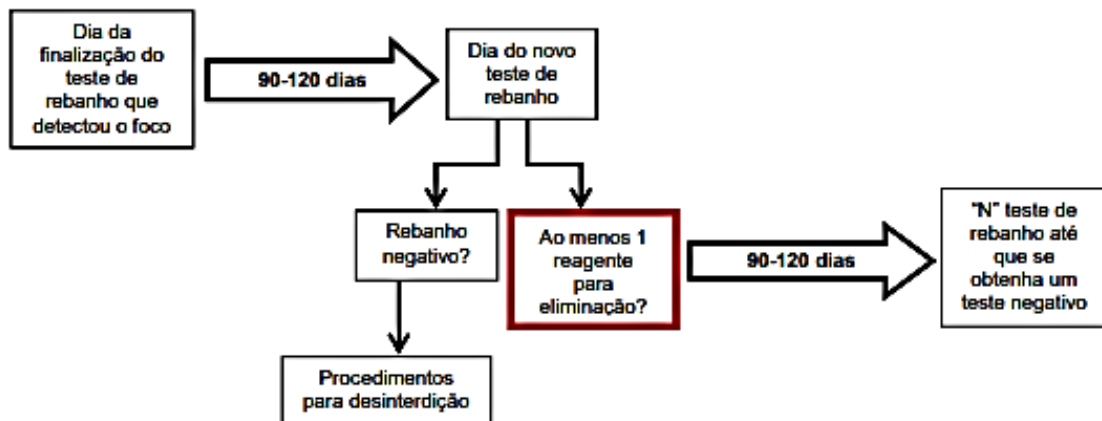 Dia da
finalização do
teste de
rebanho que
detectou o foco
90-120 dias
Dia do novo
teste de
rebanho
Rebanho
negativo?
Ao menos 1
reagente
para
eliminação?
90-120 dias
"N" teste de
rebanho até
que se
obtenha um
teste negativo
Procedimentos
para desinterdição